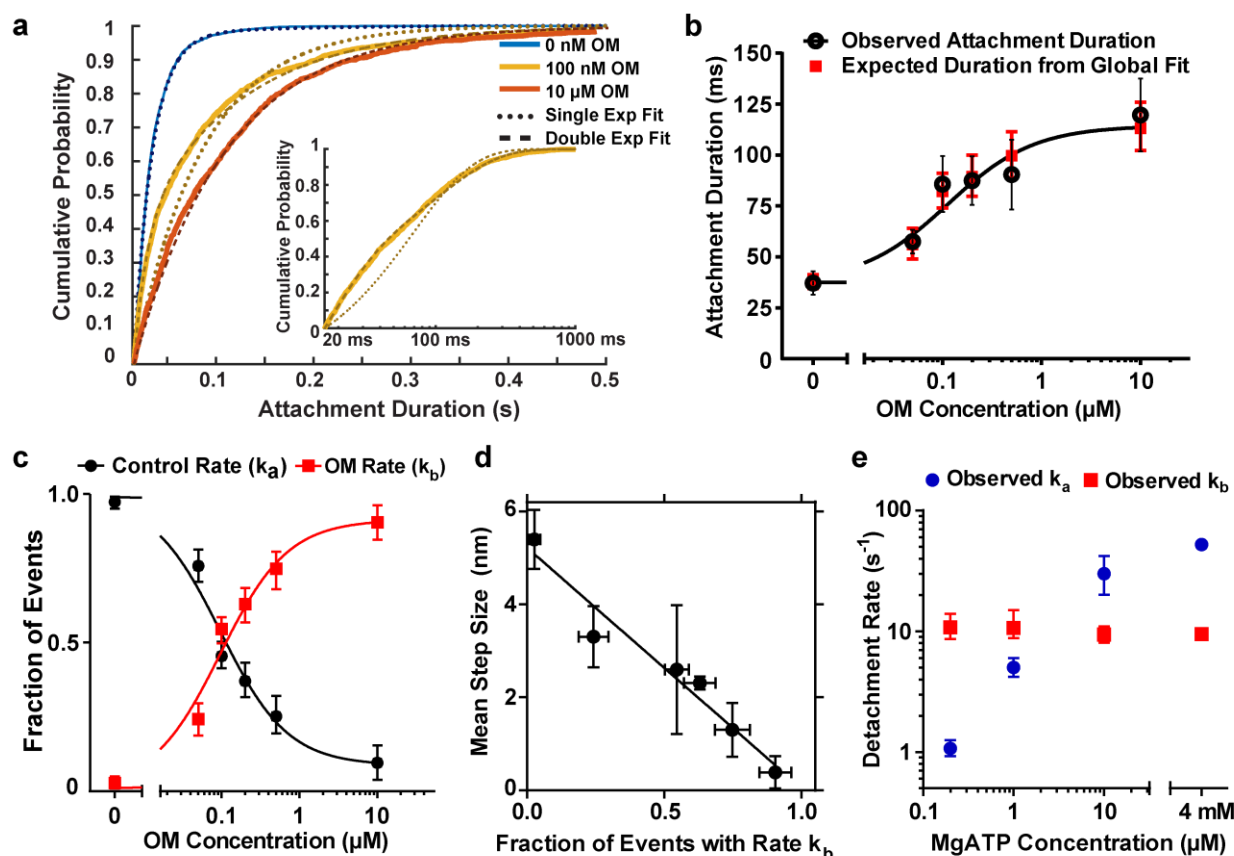 a
Cumulative Probability
1
0.9
0.8
0.7
0.6
0.5
0.4
0.3
0.2
0.1
0
0 nM OM
100 nM OM
10 µM OM
Single Exp Fit
Double Exp Fit
Cumulative Probability
1
0.8
0.6
0.4
0.2
0
20 ms 100 ms 1000 ms
0 0.1 0.2 0.3 0.4 0.5
Attachment Duration (s)
b
Observed Attachment Duration
Expected Duration from Global Fit
Attachment Duration (ms)
150
125
100
75
50
25
0
0 0.1 1 10
OM Concentration (µM)
c
Control Rate (ka) OM Rate (kb)
Fraction of Events
1.0
0.5
0
0 0.1 1 10
OM Concentration (µM)
d
Mean Step Size (nm)
6
4
2
0
0.0 0.5 1.0
Fraction of Events with Rate kb
e
Observed ka Observed kb
Detachment Rate (s-1)
100
10
1
0.1 1 10 4 mM
MgATP Concentration (µM)